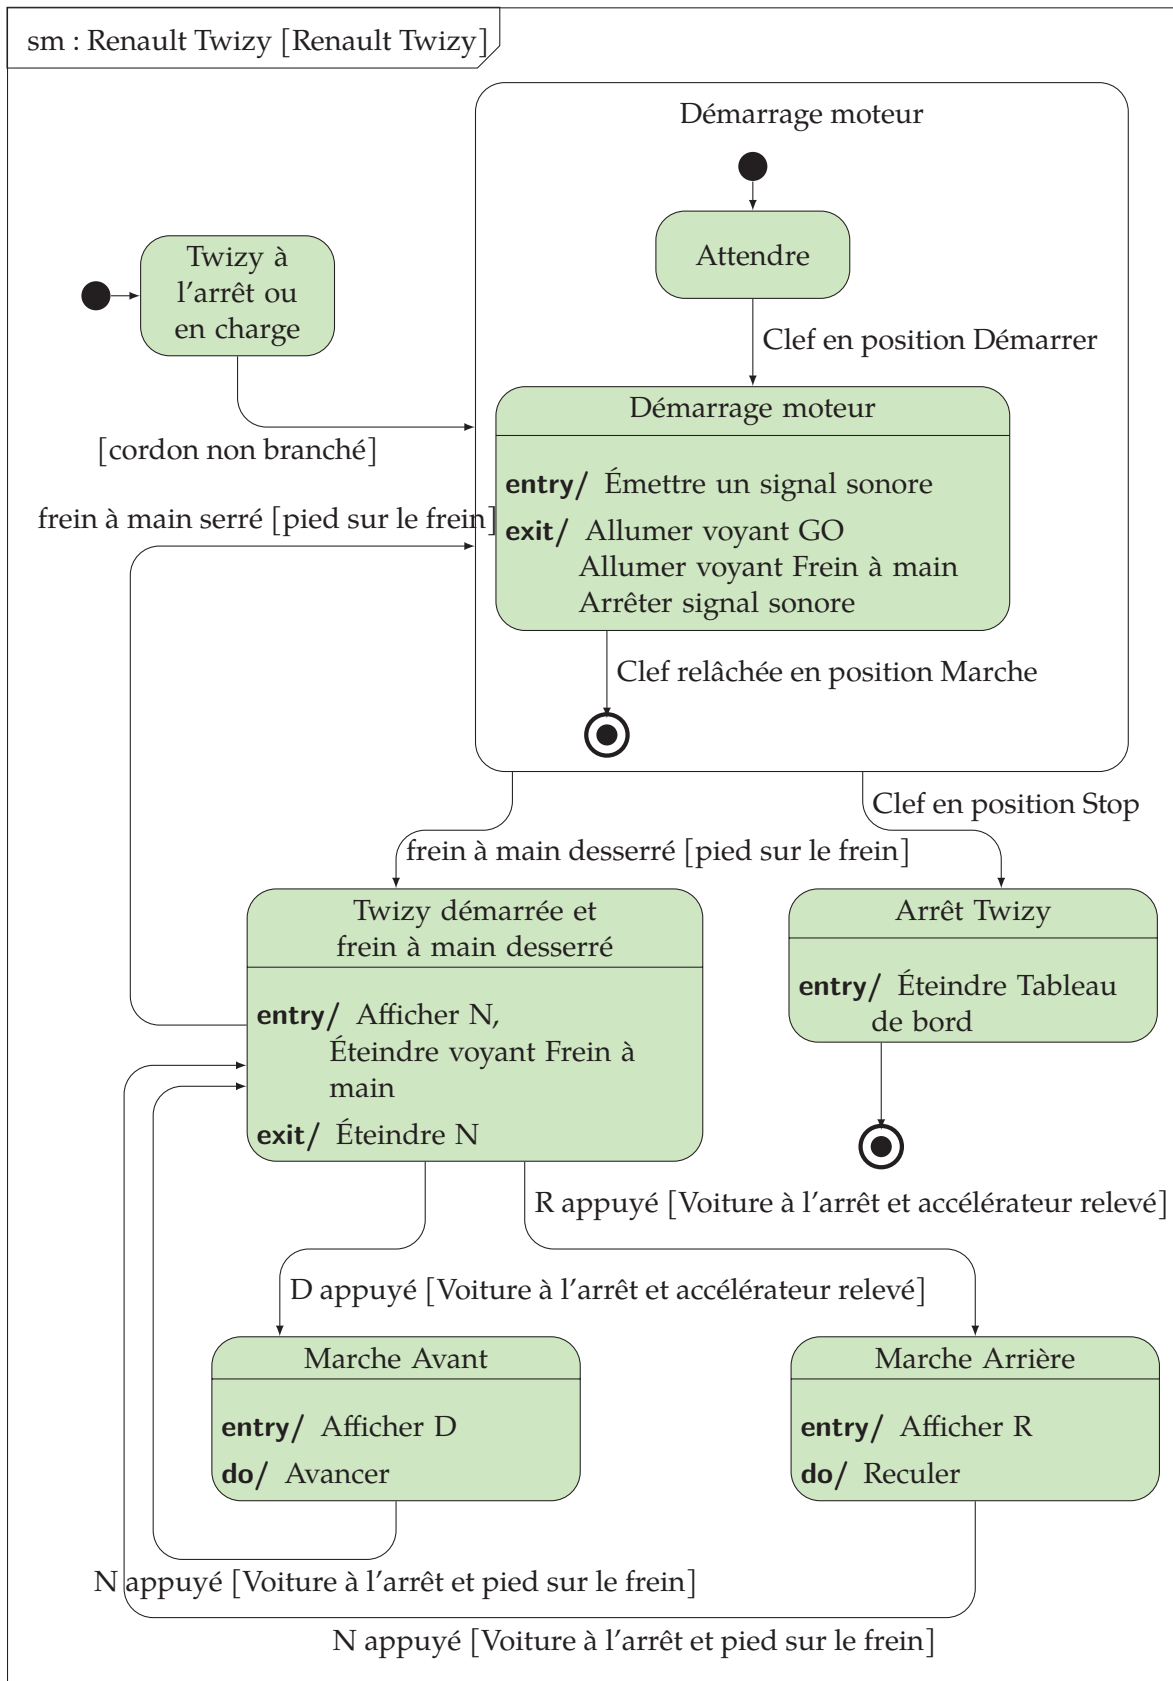 sm : Renault Twizy [Renault Twizy]
Démarrage moteur
Attendre
Twizy à
l'arrêt ou
en charge
Clef en position Démarrer
[cordon non branché]
Démarrage moteur
entry/ Émettre un signal sonore
exit/ Allumer voyant GO
Allumer voyant Frein à main
Arrêter signal sonore
frein à main serré [pied sur le frein]
Clef relâchée en position Marche
Clef en position Stop
frein à main desserré [pied sur le frein]
Twizy démarrée et
frein à main desserré
entry/ Afficher N,
Éteindre voyant Frein à
main
exit/ Éteindre N
Arrêt Twizy
entry/ Éteindre Tableau
de bord
R appuyé [Voiture à l'arrêt et accélérateur relevé]
D appuyé [Voiture à l'arrêt et accélérateur relevé]
Marche Avant
entry/ Afficher D
do/ Avancer
Marche Arrière
entry/ Afficher R
do/ Reculer
N appuyé [Voiture à l'arrêt et pied sur le frein]
N appuyé [Voiture à l'arrêt et pied sur le frein]